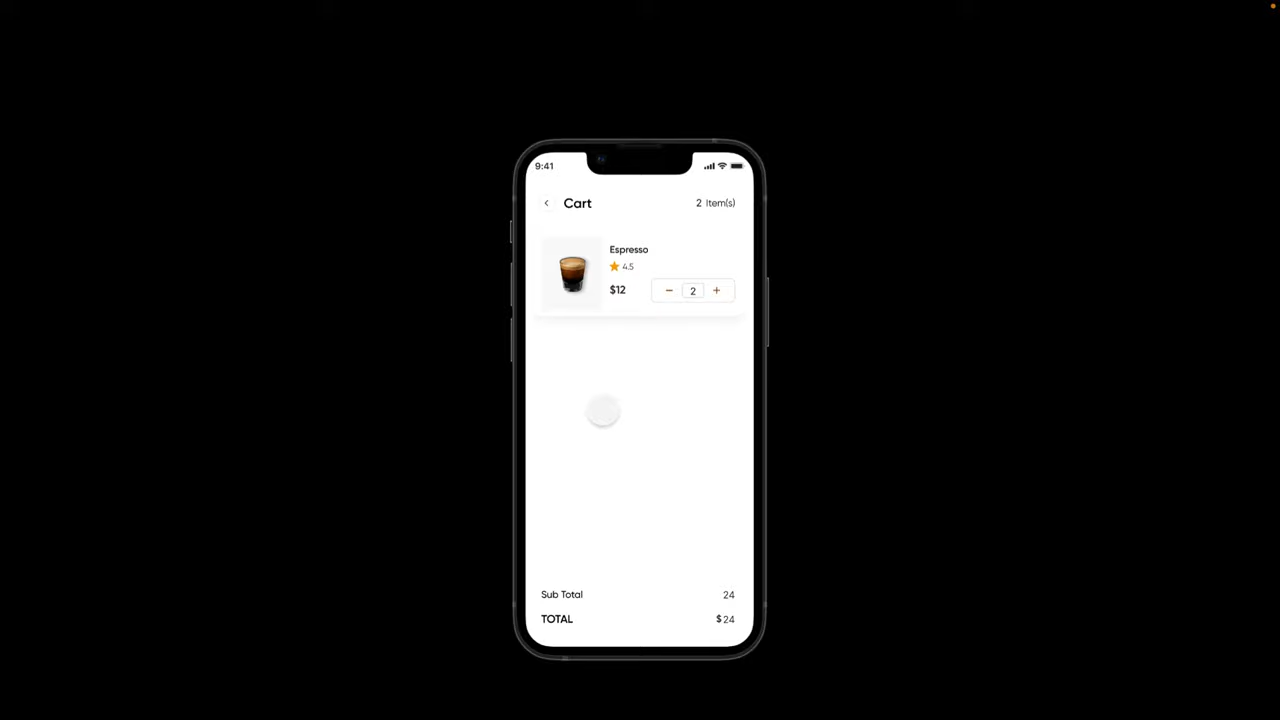 9:41
Cart
2 Item(s)
Espresso
4.5
$12
− 2 +
Sub Total 24
TOTAL $24